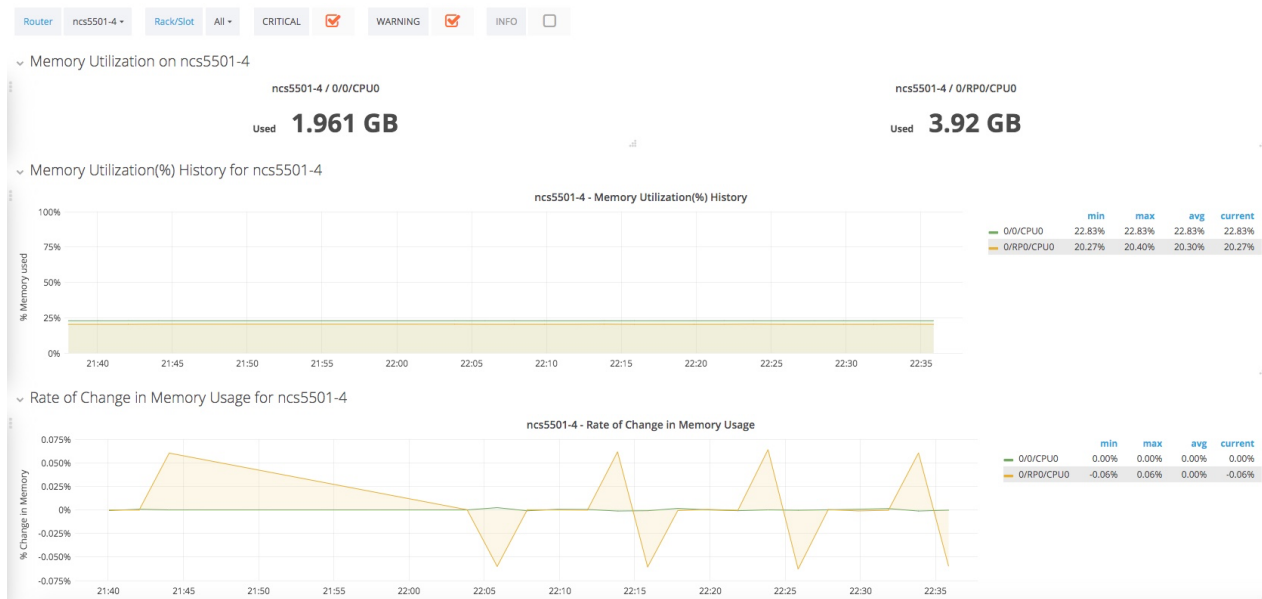 Router ncs5501-4 Rack/Slot All CRITICAL WARNING INFO
Memory Utilization on ncs5501-4
ncs5501-4 / 0/0/CPU0
Used 1.961 GB
ncs5501-4 / 0/RP0/CPU0
Used 3.92 GB
Memory Utilization(%) History for ncs5501-4
ncs5501-4 - Memory Utilization(%) History
% Memory used
100%
75%
50%
25%
0%
21:40 21:45 21:50 21:55 22:00 22:05 22:10 22:15 22:20 22:25 22:30 22:35
min max avg current
0/0/CPU0 22.83% 22.83% 22.83% 22.83%
0/RP0/CPU0 20.27% 20.40% 20.30% 20.27%
Rate of Change in Memory Usage for ncs5501-4
ncs5501-4 - Rate of Change in Memory Usage
% Change in Memory
0.075%
0.050%
0.025%
0%
-0.025%
-0.050%
-0.075%
21:40 21:45 21:50 21:55 22:00 22:05 22:10 22:15 22:20 22:25 22:30 22:35
min max avg current
0/0/CPU0 0.00% 0.00% 0.00% 0.00%
0/RP0/CPU0 -0.06% 0.06% 0.00% -0.06%